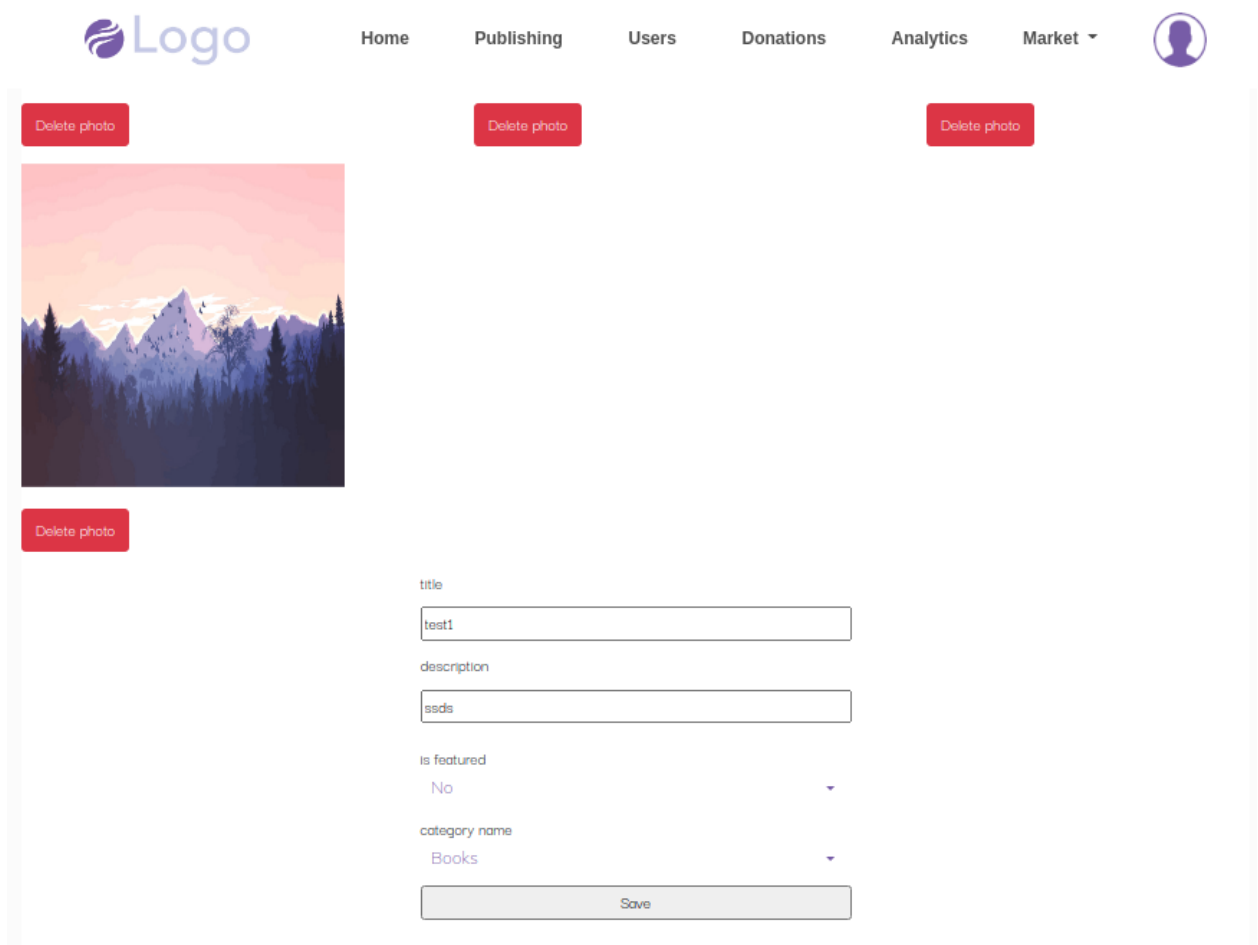 Logo Home Publishing Users Donations Analytics Market
Delete photo Delete photo Delete photo
Delete photo
title
test1
description
ssds
is featured
No
category name
Books
Save